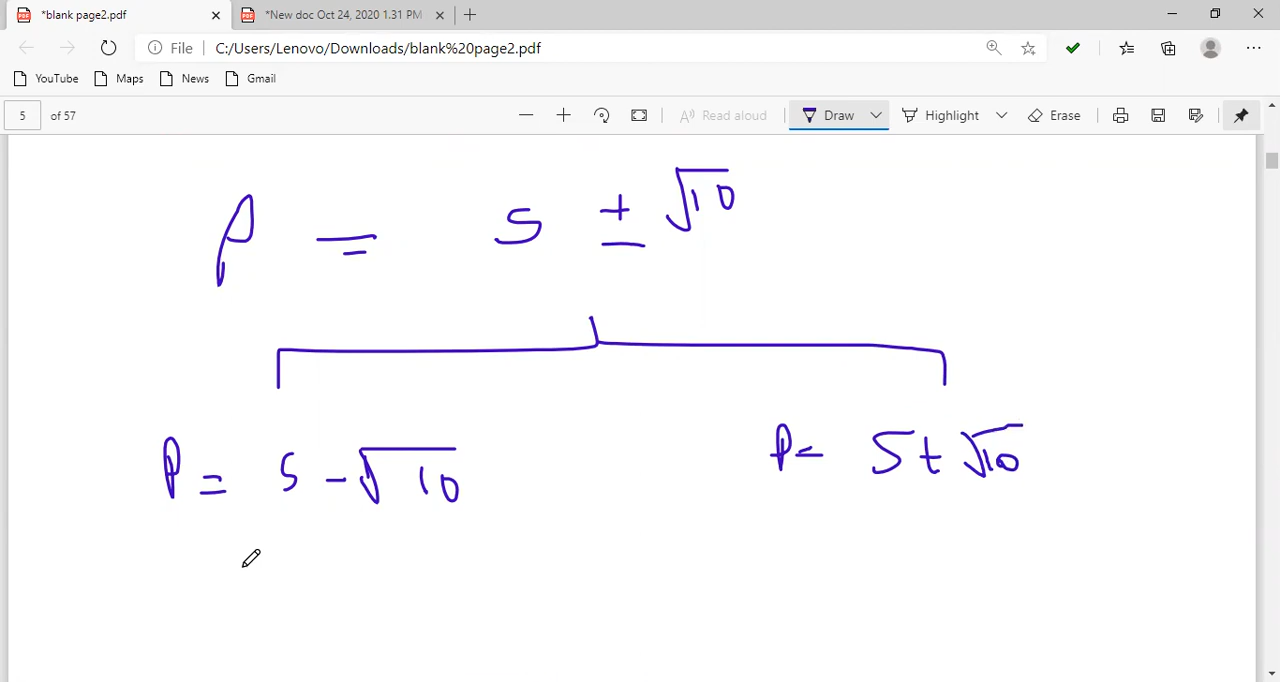 *blank page2.pdf *New doc Oct 24, 2020 1.31 PM
File C:/Users/Lenovo/Downloads/blank%20page2.pdf
YouTube Maps News Gmail
5 of 57 Read aloud Draw Highlight Erase
P = 5 ± √10
P = 5 - √10 P = 5 + √10